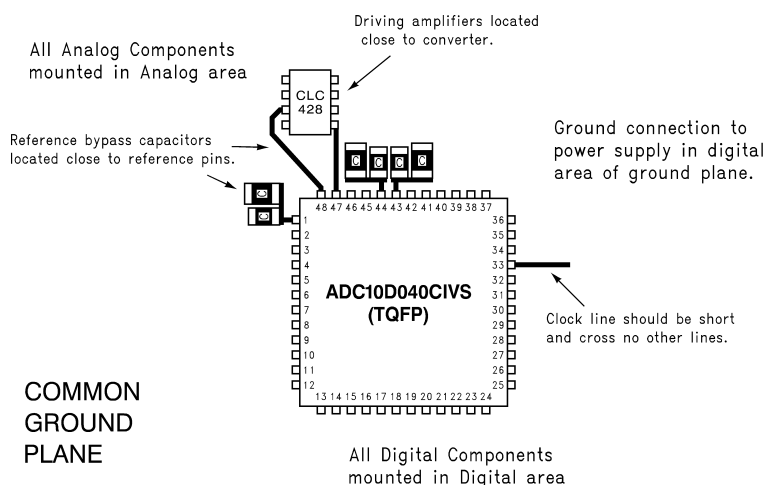 Driving amplifiers located
close to converter.
All Analog Components
mounted in Analog area
CLC
428
Reference bypass capacitors
located close to reference pins.
Ground connection to
power supply in digital
area of ground plane.
C C C C
C
C
48 47 46 45 44 43 42 41 40 39 38 37
1
2
3
4
5
6
7
8
9
10
11
12
36
35
34
33
32
31
30
29
28
27
26
25
ADC10D040CIVS
(TQFP)
Clock line should be short
and cross no other lines.
13 14 15 16 17 18 19 20 21 22 23 24
COMMON
GROUND
PLANE
All Digital Components
mounted in Digital area